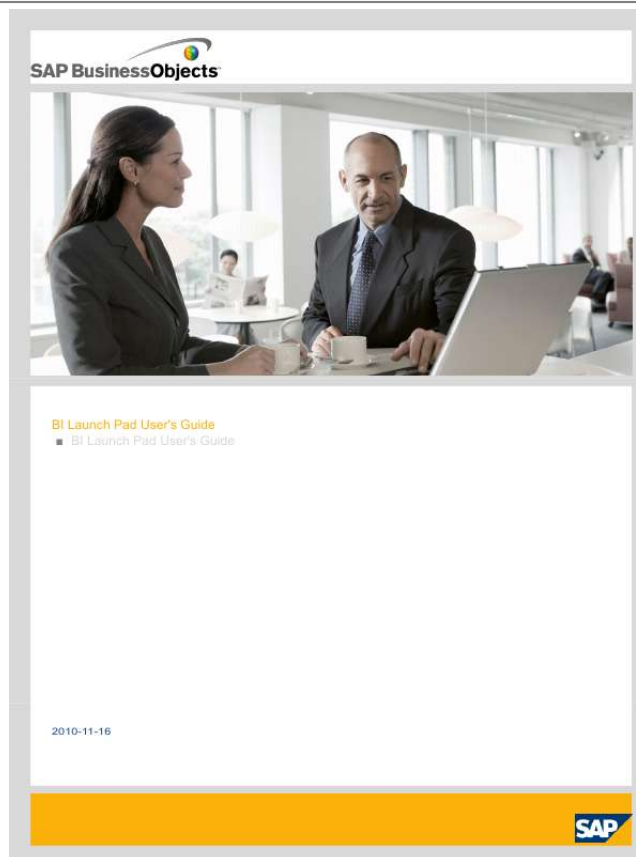 SAP BusinessObjects
BI Launch Pad User's Guide
■ BI Launch Pad User's Guide
2010-11-16
SAP